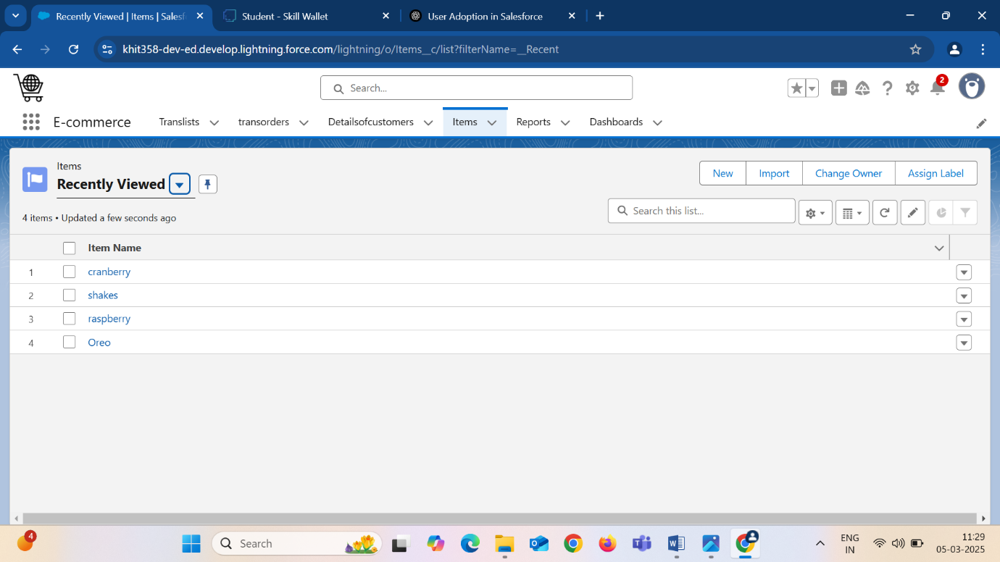 Recently Viewed | Items | Salesf
Student - Skill Wallet
User Adoption in Salesforce
khit358-dev-ed.develop.lightning.force.com/lightning/o/Items__c/list?filterName=__Recent
Search...
2
E-commerce
Translists
transorders
Detailsofcustomers
Items
Reports
Dashboards
Items
Recently Viewed
New
Import
Change Owner
Assign Label
4 items • Updated a few seconds ago
Search this list...
Item Name
1 cranberry
2 shakes
3 raspberry
4 Oreo
4
Search
ENG
IN
11:29
05-03-2025